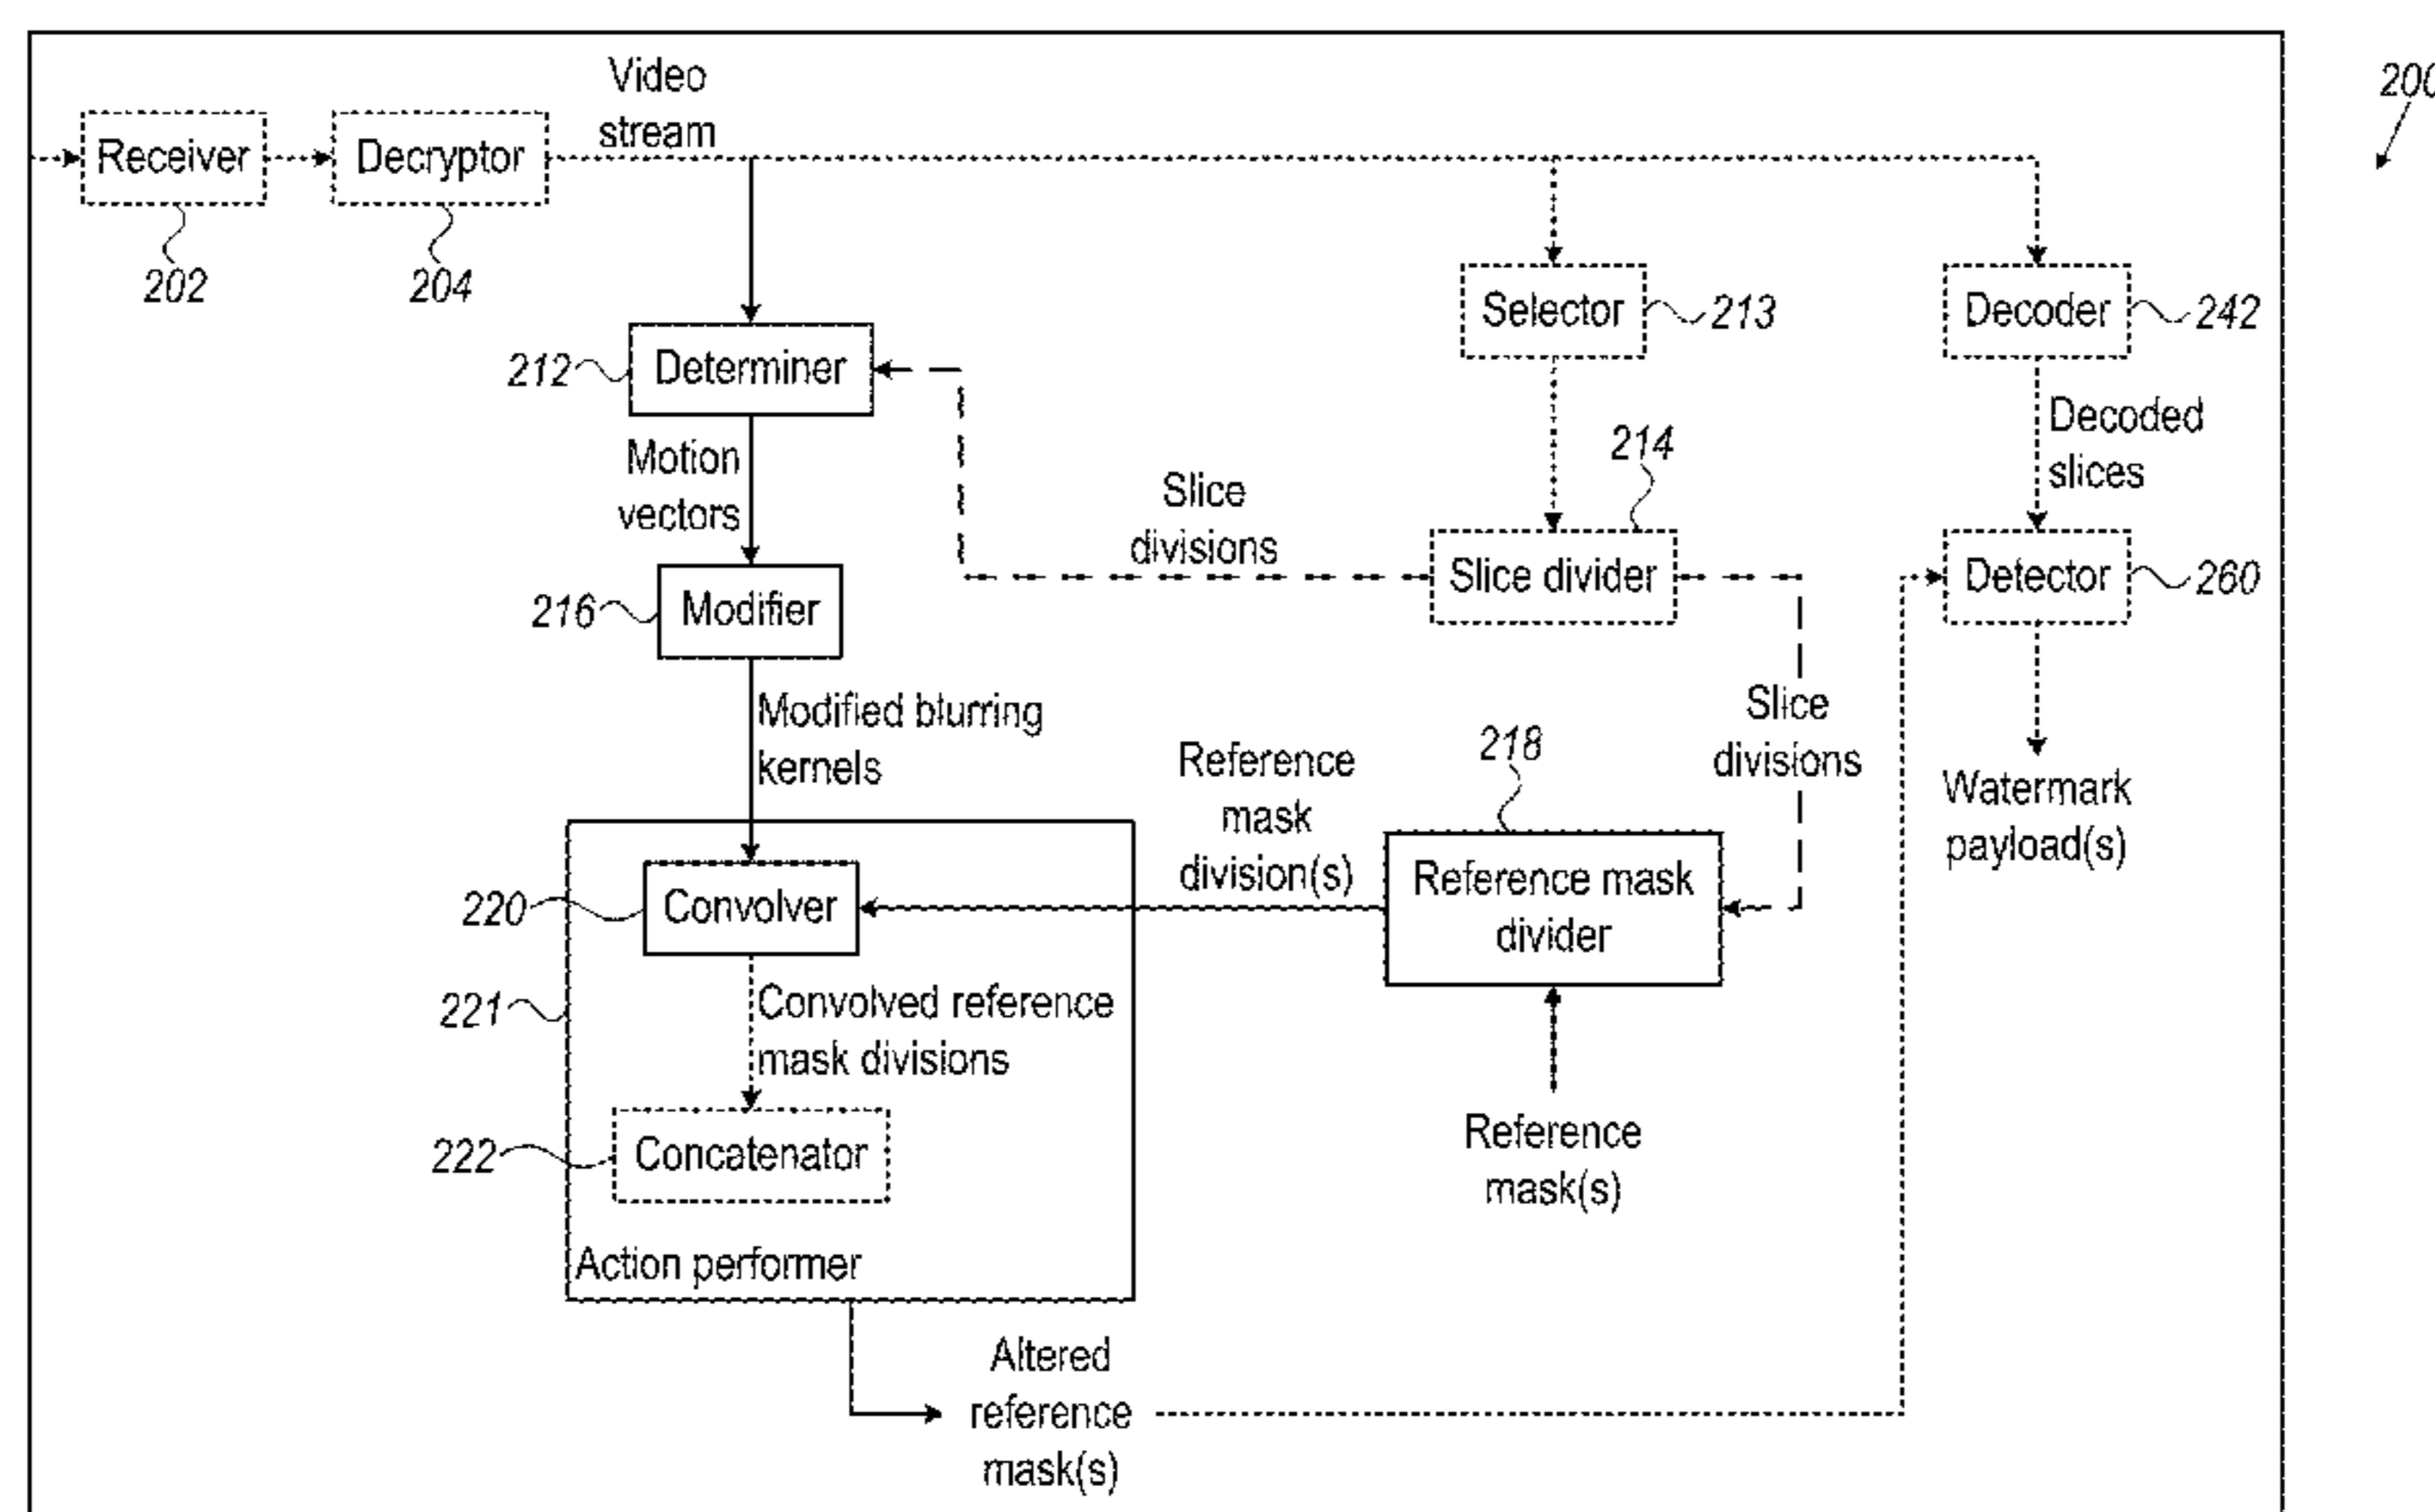 Video
stream
200
Receiver
Decryptor
202
204
Selector
213
Decoder
242
212
Determiner
Decoded
slices
Motion
vectors
214
Slice
divisions
Slice divider
Detector
260
216
Modifier
Modified blurring
kernels
Slice
divisions
218
Reference
mask
division(s)
Watermark
payload(s)
Reference mask
divider
220
Convolver
221
Convolved reference
mask divisions
Reference
mask(s)
222
Concatenator
Action performer
Altered
reference
mask(s)